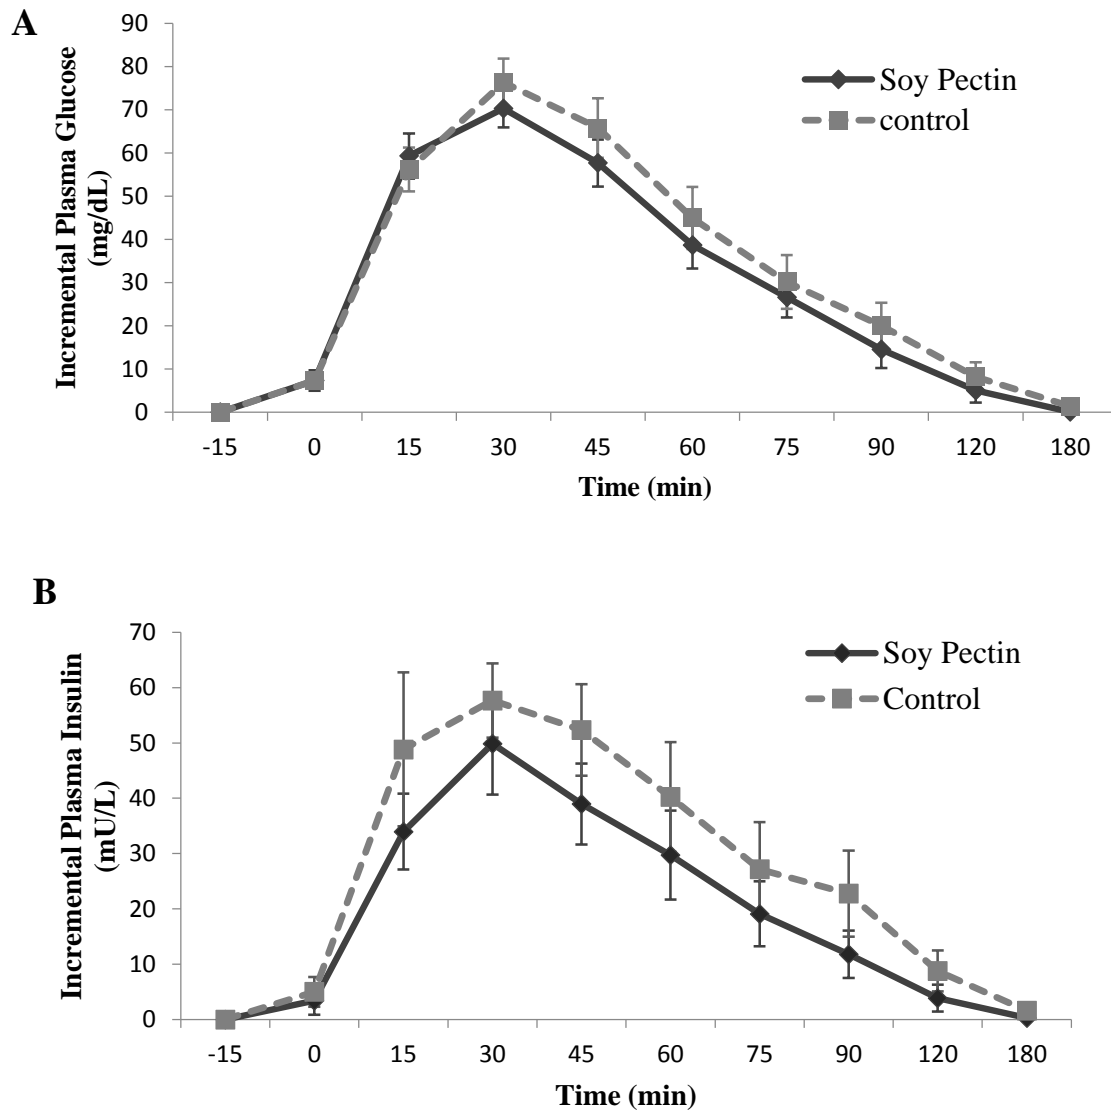 A
Incremental Plasma Glucose
(mg/dL)
90
80
70
60
50
40
30
20
10
0
Soy Pectin
control
-15 0 15 30 45 60 75 90 120 180
Time (min)
B
Incremental Plasma Insulin
(mU/L)
70
60
50
40
30
20
10
0
Soy Pectin
Control
-15 0 15 30 45 60 75 90 120 180
Time (min)